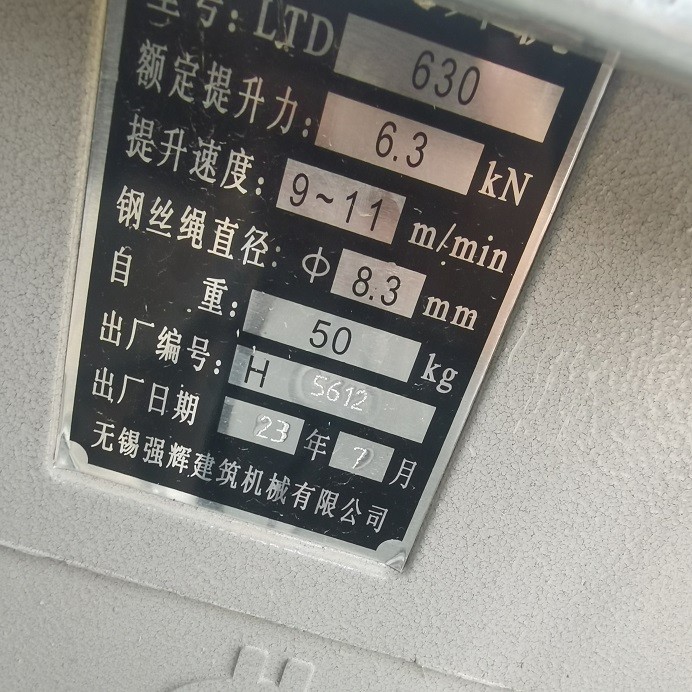 型号: LTD 630
额定提升力: 6.3 kN
提升速度: 9~11 m/min
钢丝绳直径: Φ 8.3 mm
自 重: 50 kg
出厂编号: H 5612
出厂日期 23 年 7 月
无锡强辉建筑机械有限公司